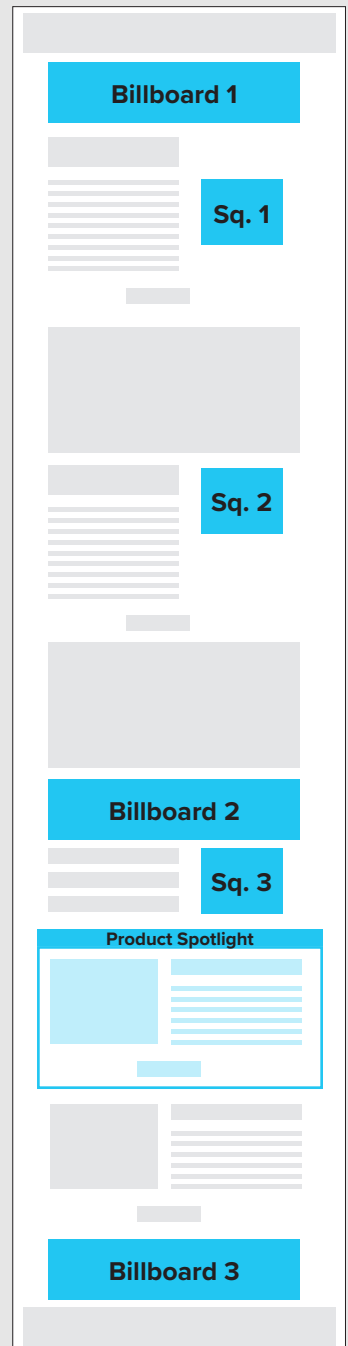 Billboard 1
Sq. 1
Sq. 2
Billboard 2
Sq. 3
Product Spotlight
Billboard 3